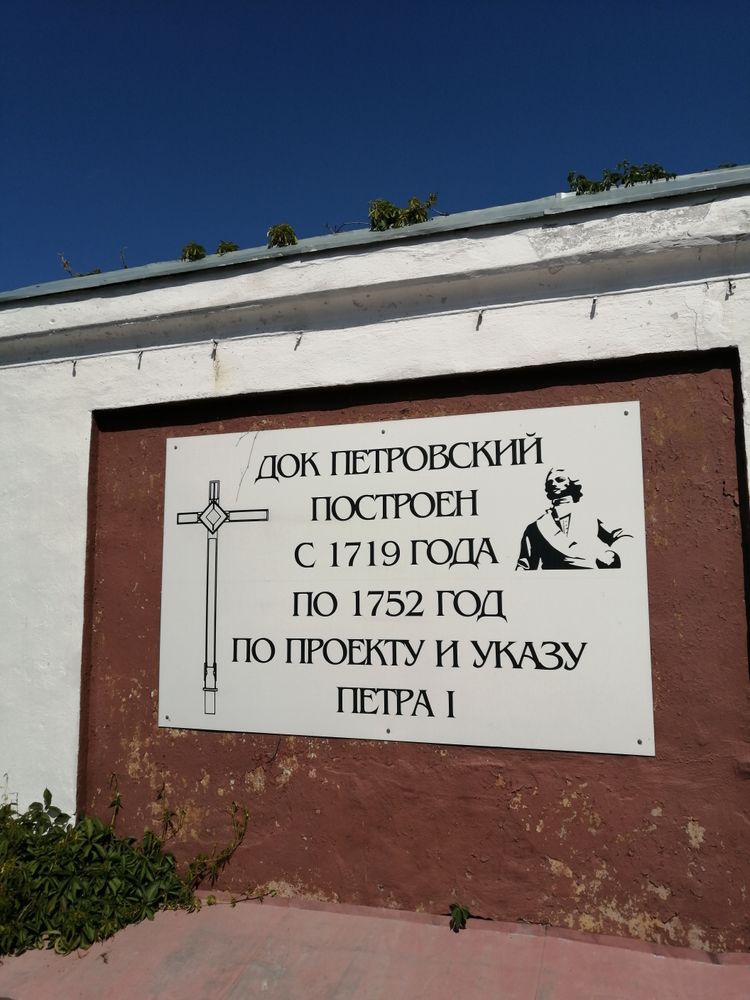 ДОК ПЕТРОВСКИЙ
ПОСТРОЕН
С 1719 ГОДА
ПО 1752 ГОД
ПО ПРОЕКТУ И УКАЗУ
ПЕТРА I